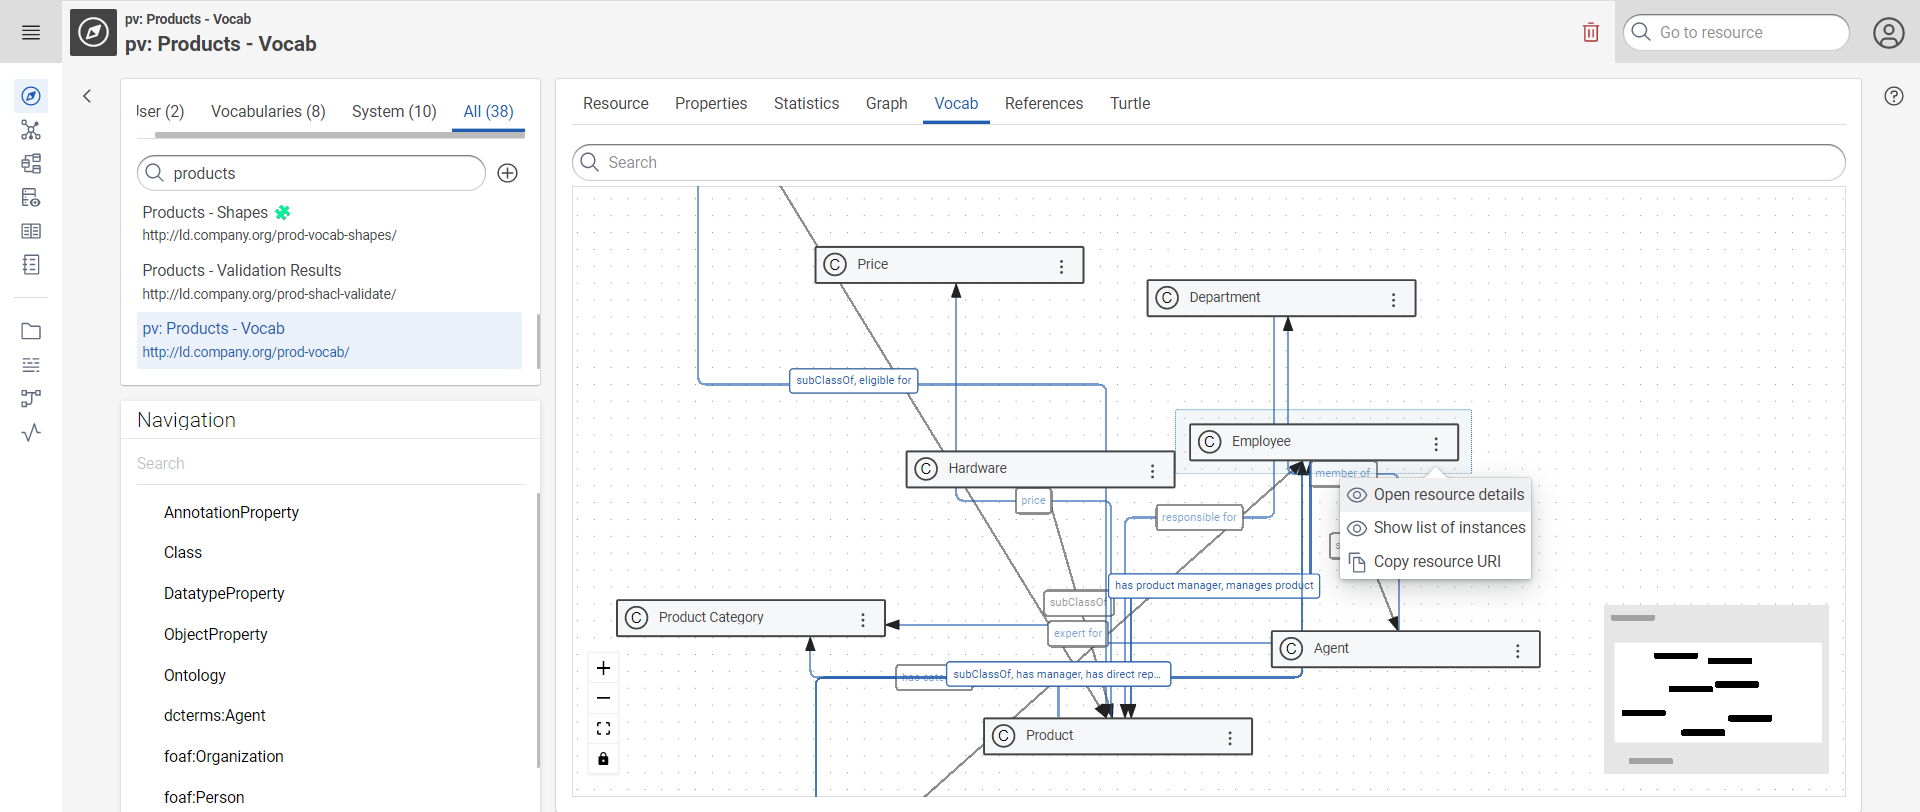 pv: Products - Vocab
pv: Products - Vocab
Go to resource
User (2) Vocabularies (8) System (10) All (38)
products
Products - Shapes
http://ld.company.org/prod-vocab-shapes/
Products - Validation Results
http://ld.company.org/prod-shacl-validate/
pv: Products - Vocab
http://ld.company.org/prod-vocab/
Navigation
Search
AnnotationProperty
Class
DatatypeProperty
ObjectProperty
Ontology
dcterms:Agent
foaf:Organization
foaf:Person
Resource Properties Statistics Graph Vocab References Turtle
Search
C Price
C Department
subClassOf, eligible for
C Employee
C Hardware
member of
price
responsible for
Open resource details
Show list of instances
Copy resource URI
has product manager, manages product
subClassOf
C Product Category
expert for
C Agent
subClassOf, has manager, has direct rep...
C Product